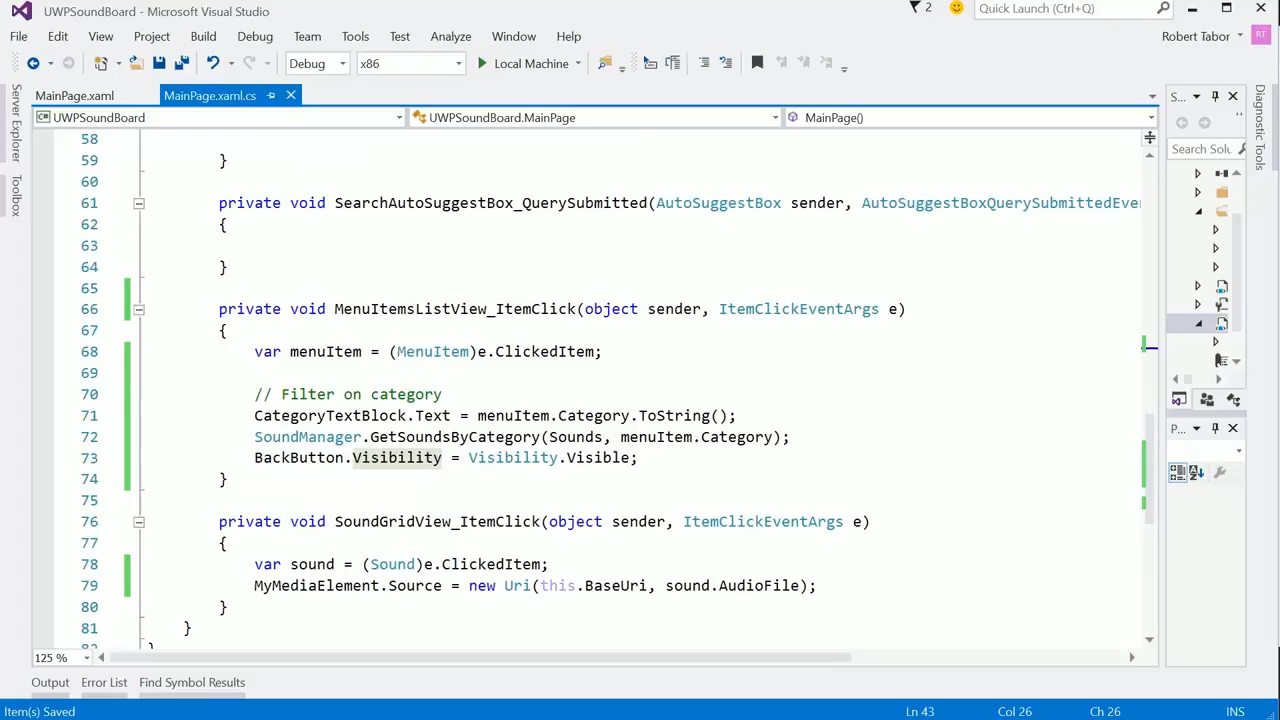 UWPSoundBoard - Microsoft Visual Studio
2
Quick Launch (Ctrl+Q)
File Edit View Project Build Debug Team Tools Test Analyze Window Help
Robert Tabor RT
Debug x86 Local Machine
Server Explorer
Toolbox
MainPage.xaml MainPage.xaml.cs
S...
Diagnostic Tools
UWPSoundBoard UWPSoundBoard.MainPage MainPage()
Search Solu
58
59 }
60
61 private void SearchAutoSuggestBox_QuerySubmitted(AutoSuggestBox sender, AutoSuggestBoxQuerySubmittedEve
62 {
63
64 }
65
66 private void MenuItemsListView_ItemClick(object sender, ItemClickEventArgs e)
67 {
68 var menuItem = (MenuItem)e.ClickedItem;
69
70 // Filter on category
71 CategoryTextBlock.Text = menuItem.Category.ToString();
72 SoundManager.GetSoundsByCategory(Sounds, menuItem.Category);
73 BackButton.Visibility = Visibility.Visible;
74 }
75
76 private void SoundGridView_ItemClick(object sender, ItemClickEventArgs e)
77 {
78 var sound = (Sound)e.ClickedItem;
79 MyMediaElement.Source = new Uri(this.BaseUri, sound.AudioFile);
80 }
81 }
82 }
P...
125 %
Output Error List Find Symbol Results
Item(s) Saved Ln 43 Col 26 Ch 26 INS